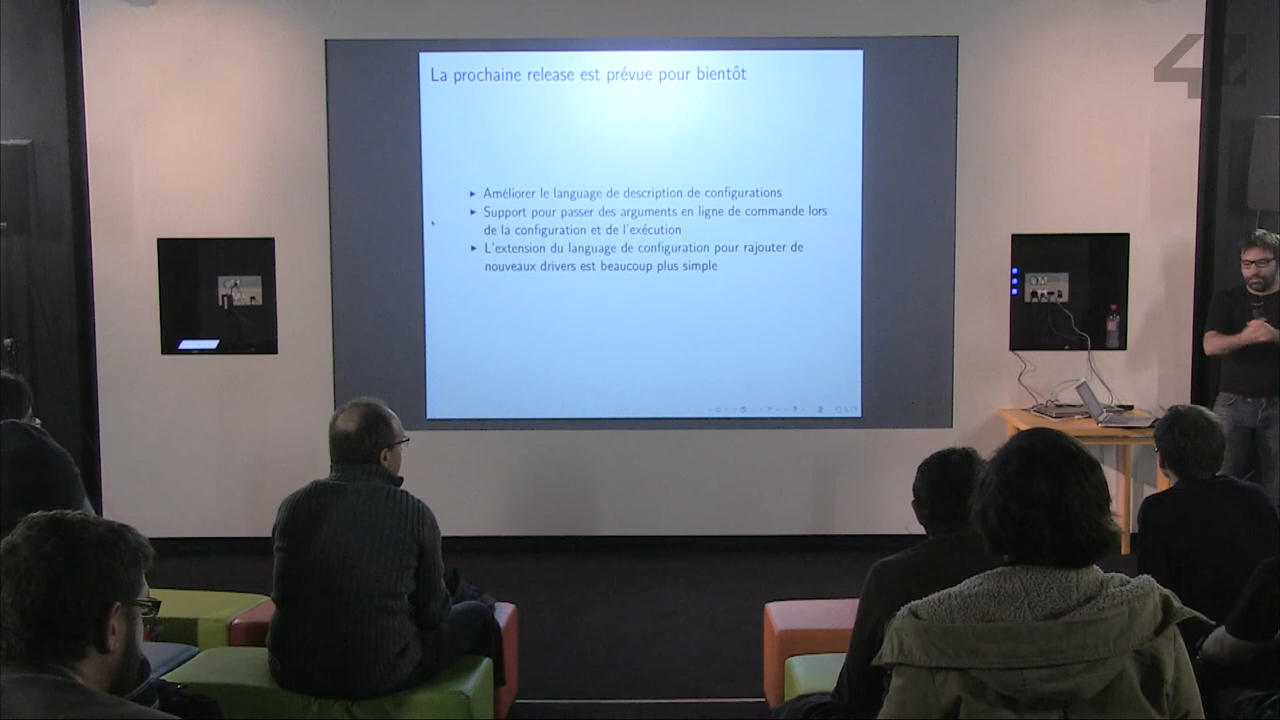 42
La prochaine release est prévue pour bientôt
▸ Améliorer le language de description de configurations
▸ Support pour passer des arguments en ligne de commande lors
de la configuration et de l'exécution
▸ L'extension du language de configuration pour rajouter de
nouveaux drivers est beaucoup plus simple